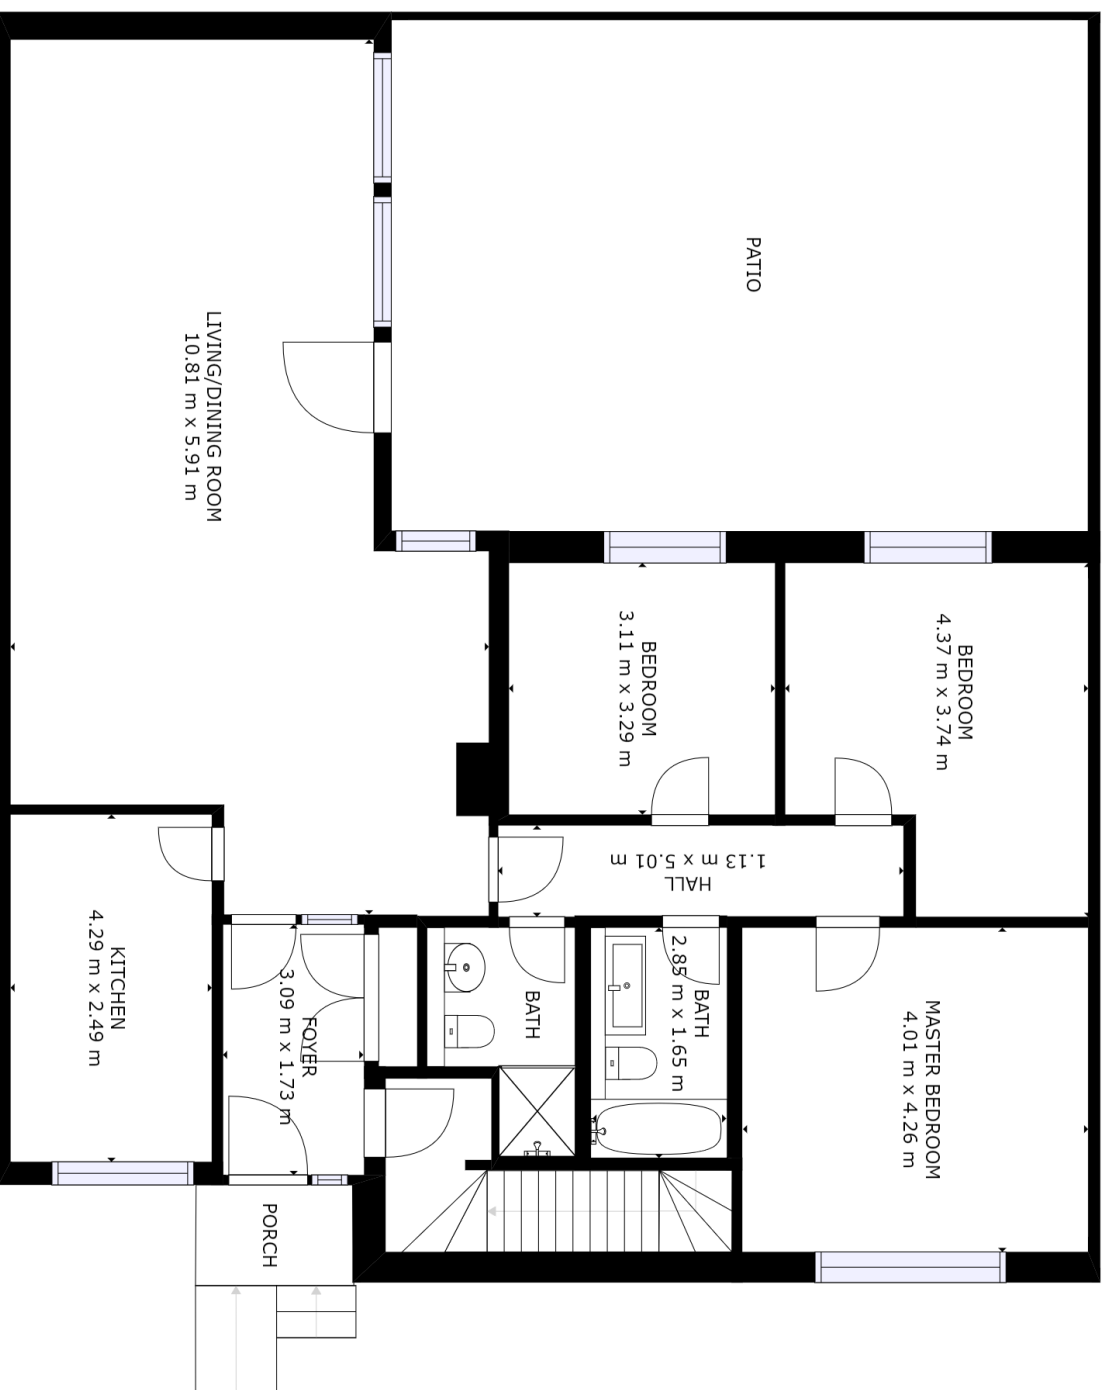 PATIO
LIVING/DINING ROOM
10.81 m x 5.91 m
BEDROOM
3.11 m x 3.29 m
BEDROOM
4.37 m x 3.74 m
HALL
1.13 m x 5.01 m
KITCHEN
4.29 m x 2.49 m
FOYER
3.09 m x 1.73 m
BATH
BATH
2.85 m x 1.65 m
MASTER BEDROOM
4.01 m x 4.26 m
PORCH